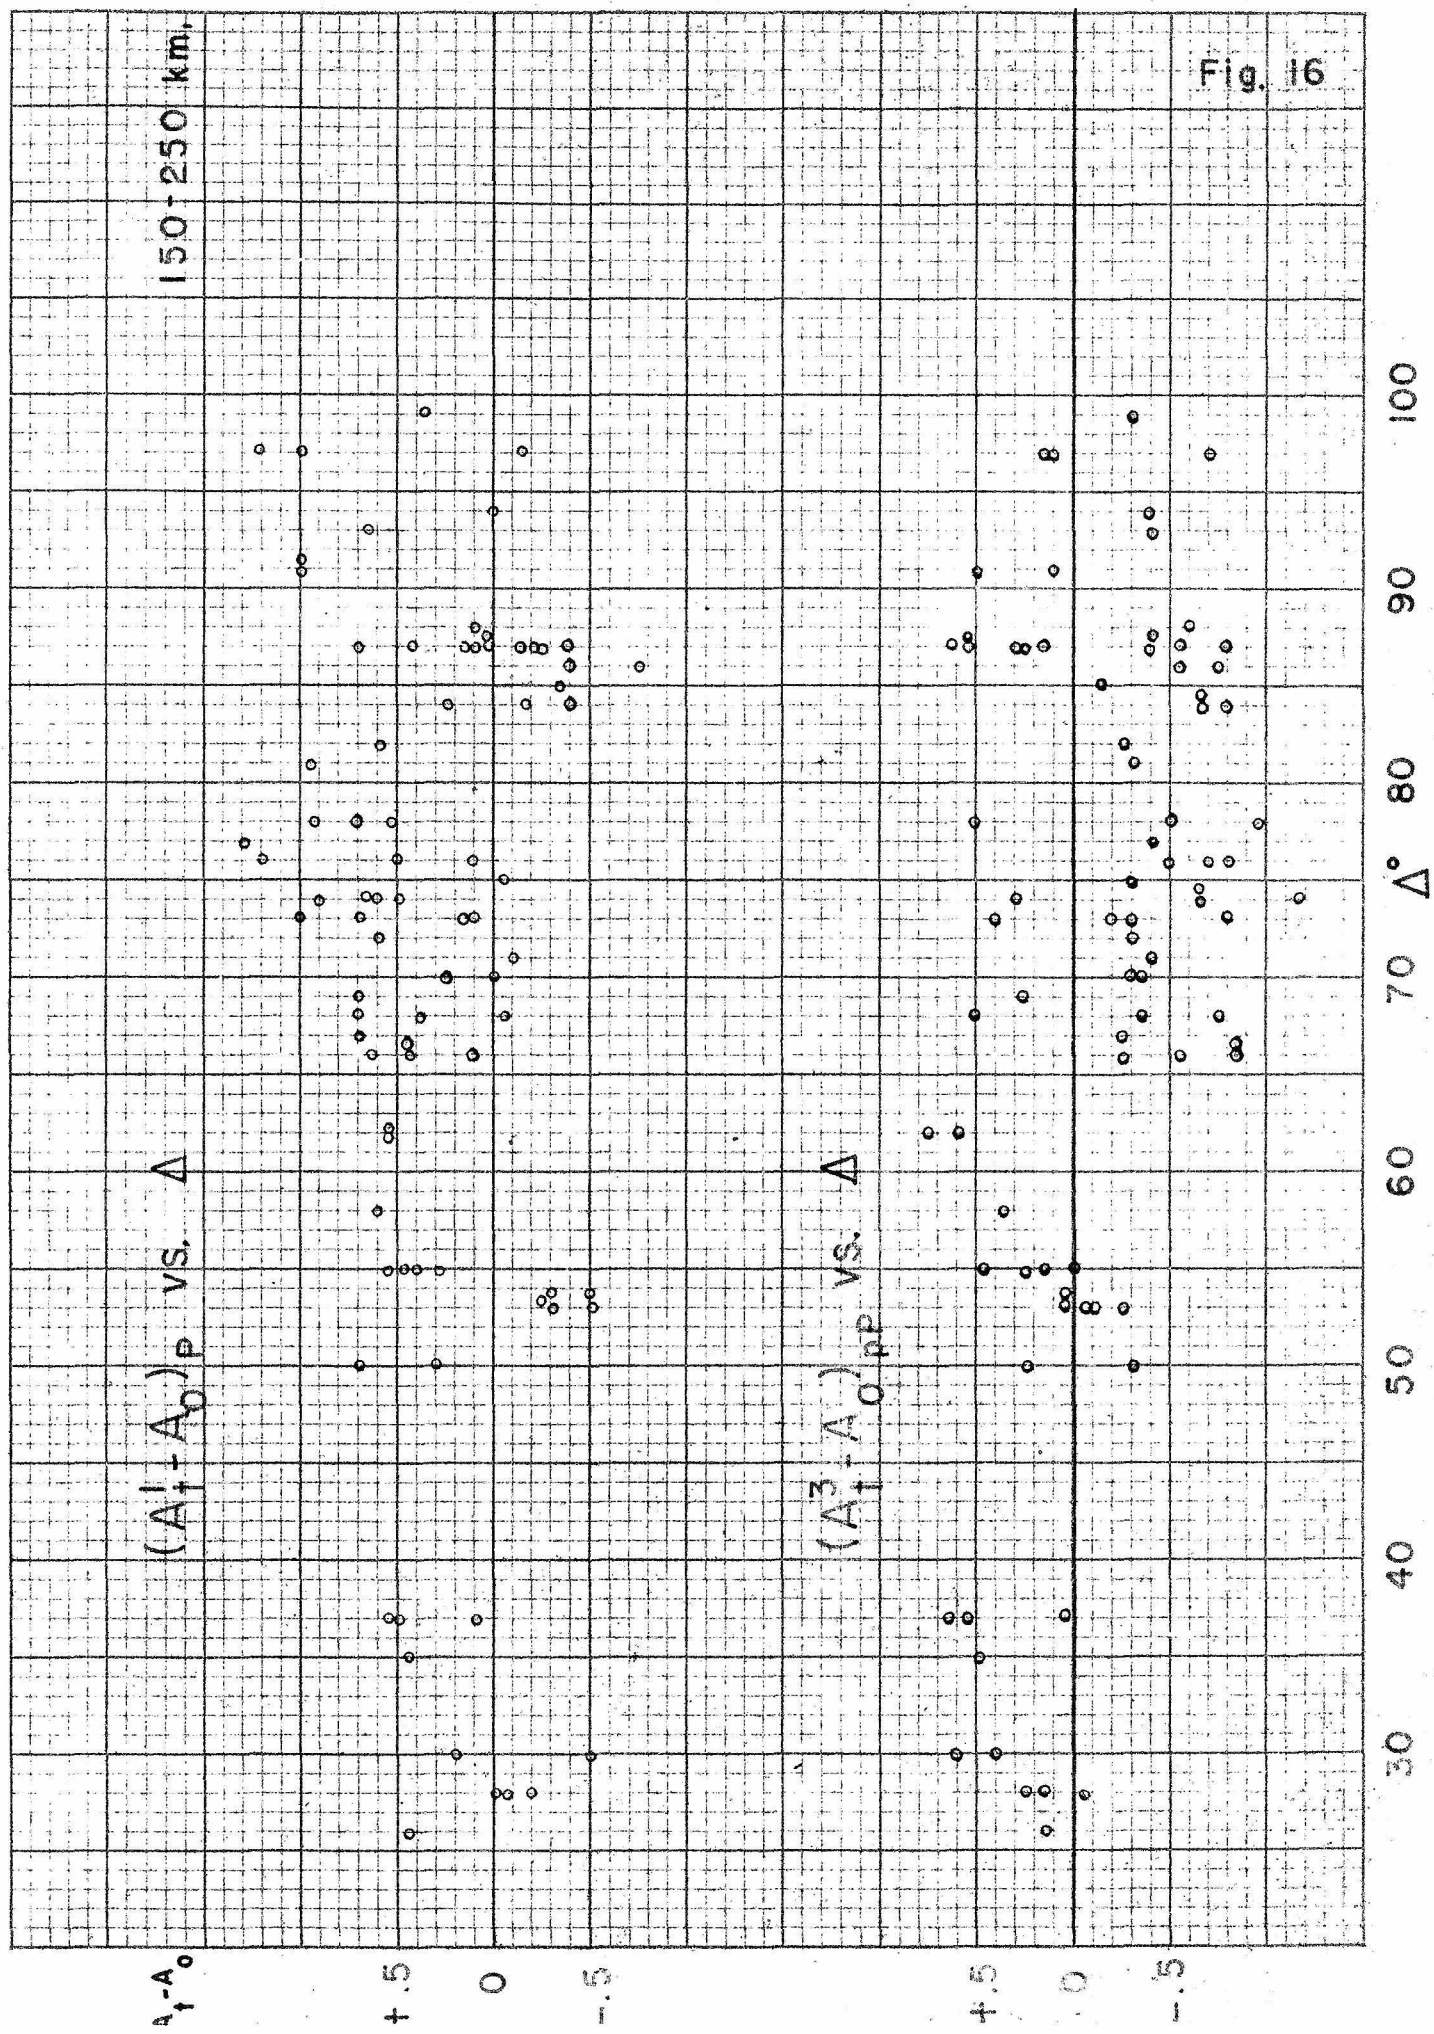 Fig. 16
150-250 km.
(A¹ₜ-A₀)ₚ vs. Δ
(A³ₜ-A₀)ₚP vs. Δ
Aₜ-A₀
+.5
0
-.5
+.5
0
-.5
30 40 50 60 70 80 90 100
Δ°